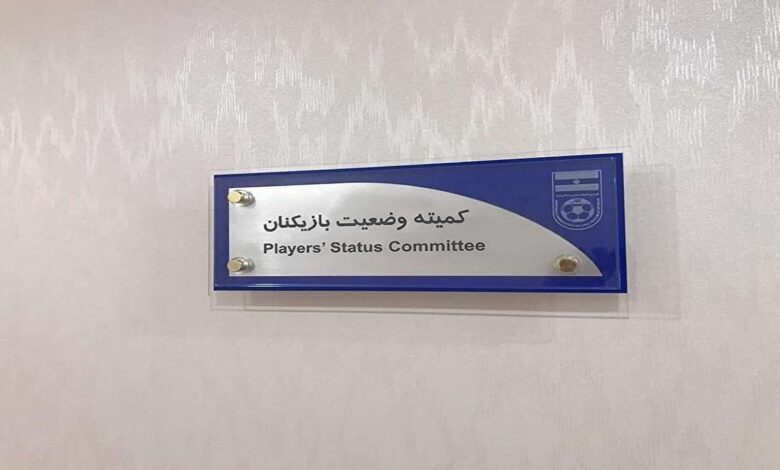 کمیته وضعیت بازیکنان
Players' Status Committee